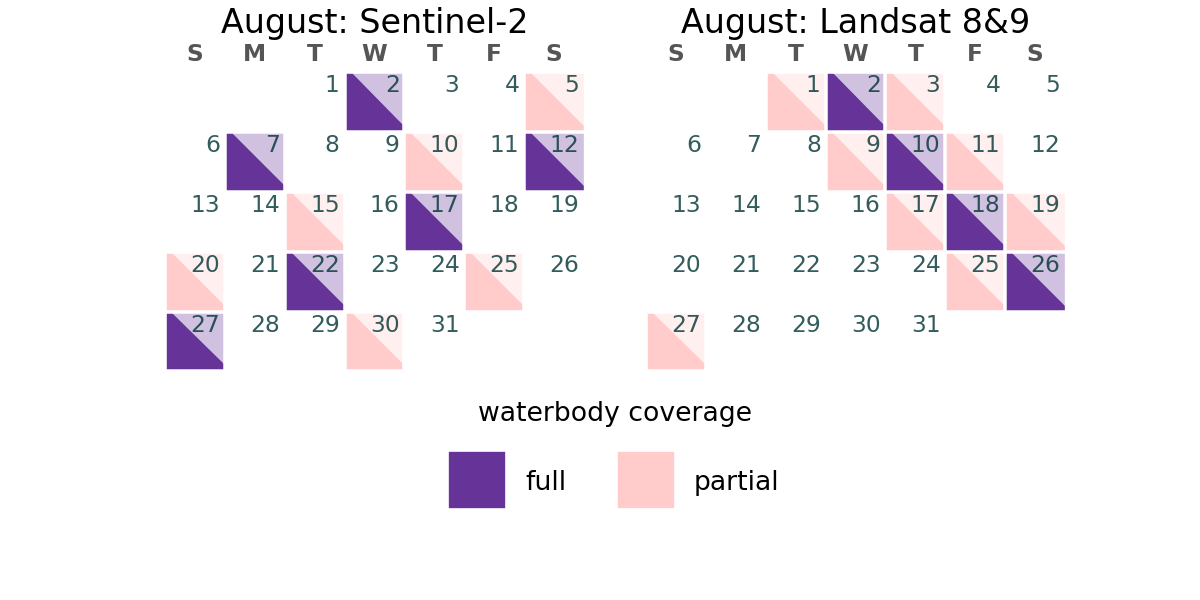 August: Sentinel-2
S M T W T F S
1 2 3 4 5
6 7 8 9 10 11 12
13 14 15 16 17 18 19
20 21 22 23 24 25 26
27 28 29 30 31
August: Landsat 8&9
S M T W T F S
1 2 3 4 5
6 7 8 9 10 11 12
13 14 15 16 17 18 19
20 21 22 23 24 25 26
27 28 29 30 31
waterbody coverage
full
partial